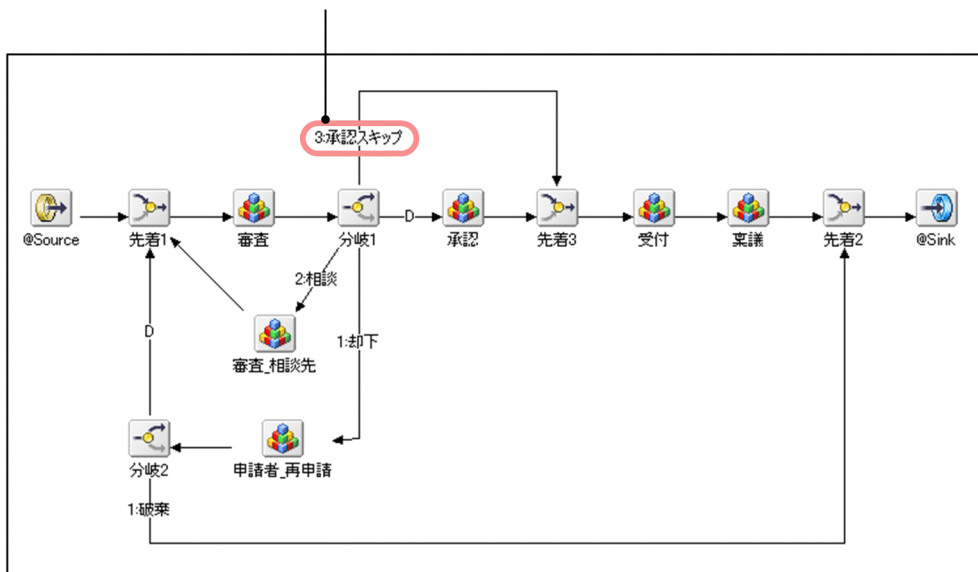 3:承認スキップ
@Source
先着1
審査
分岐1
D
承認
先着3
受付
稟議
先着2
@Sink
2:相談
D
審査_相談先
1:却下
分岐2
申請者_再申請
1:破棄